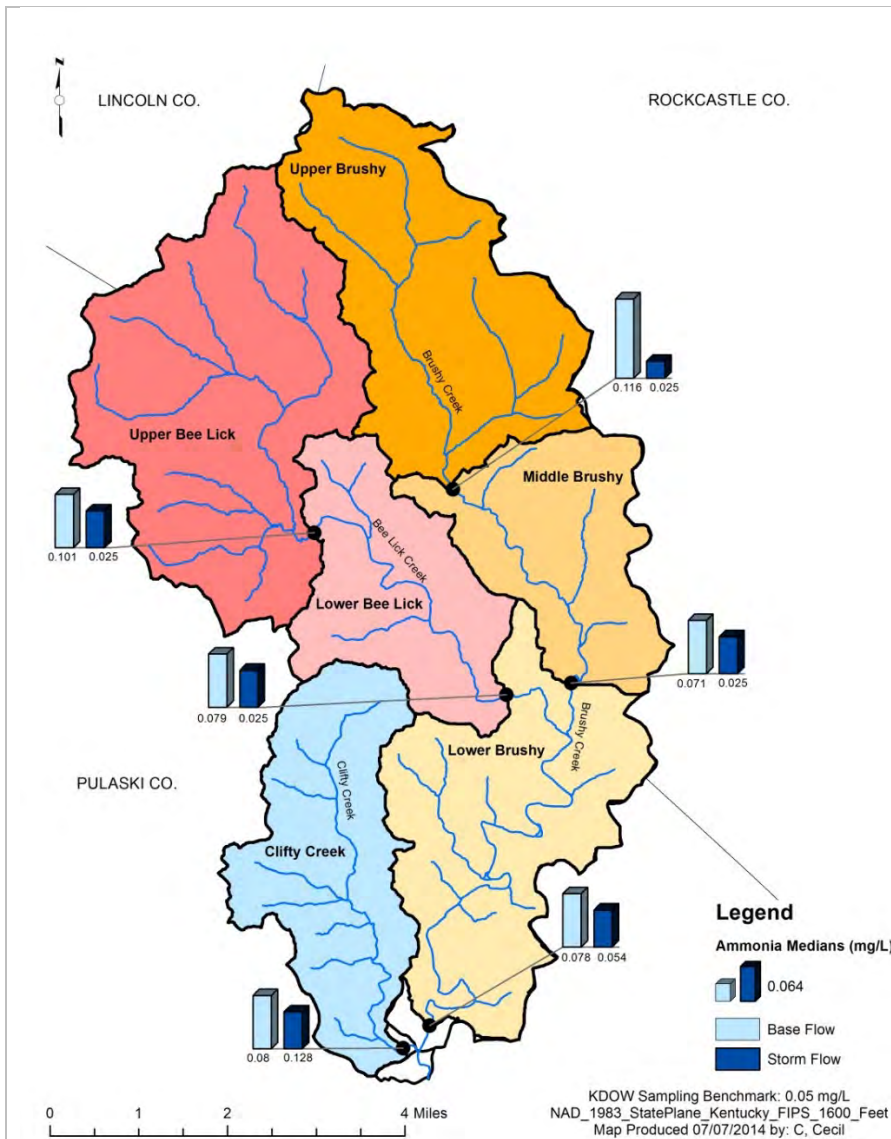 N
LINCOLN CO.
ROCKCASTLE CO.
Upper Brushy
Brushy Creek
0.116 0.025
Upper Bee Lick
Middle Brushy
0.101 0.025
Bee Lick Creek
Lower Bee Lick
0.071 0.025
0.079 0.025
Brushy Creek
Lower Brushy
PULASKI CO.
Clifty Creek
Clifty Creek
0.078 0.054
0.08 0.128
Legend
Ammonia Medians (mg/L)
0.064
Base Flow
Storm Flow
0 1 2 4 Miles
KDOW Sampling Benchmark: 0.05 mg/L
NAD_1983_StatePlane_Kentucky_FIPS_1600_Feet
Map Produced 07/07/2014 by: C, Cecil